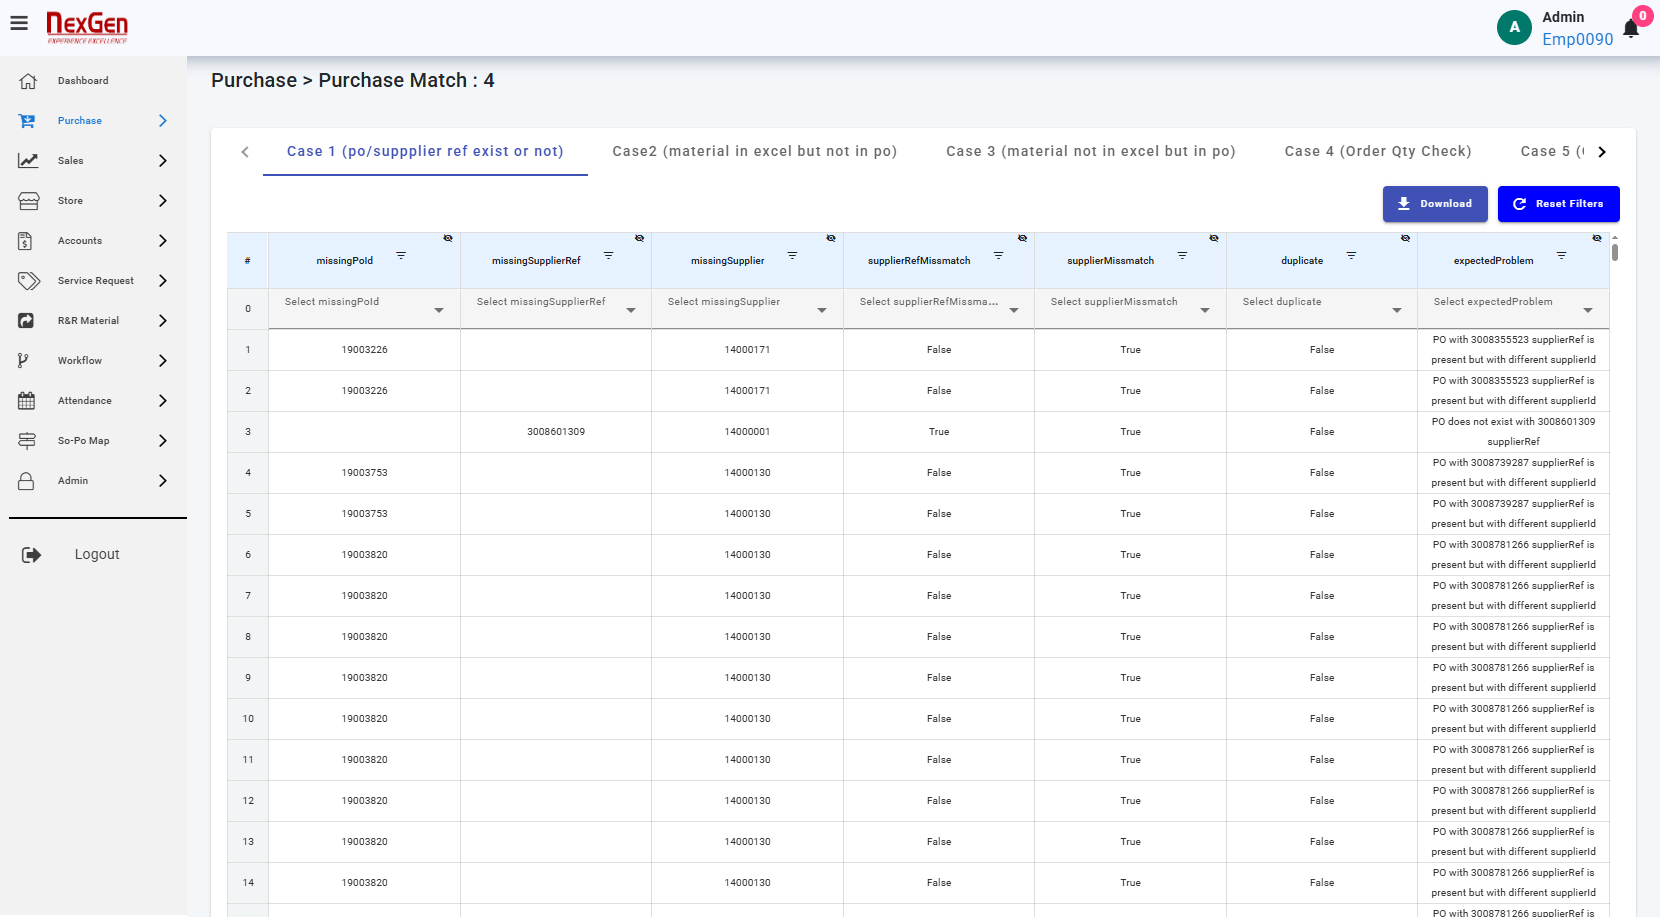 NexGen
EXPERIENCE EXCELLENCE
A
Admin
Emp0090
0
Dashboard
Purchase
Sales
Store
Accounts
Service Request
R&R Material
Workflow
Attendance
So-Po Map
Admin
Logout
Purchase > Purchase Match : 4
Case 1 (po/suppplier ref exist or not) Case2 (material in excel but not in po) Case 3 (material not in excel but in po) Case 4 (Order Qty Check) Case 5 (
Download Reset Filters
# missingPoId missingSupplierRef missingSupplier supplierRefMissmatch supplierMissmatch duplicate expectedProblem
0 Select missingPoId Select missingSupplierRef Select missingSupplier Select supplierRefMissma... Select supplierMissmatch Select duplicate Select expectedProblem
1 19003226 14000171 False True False PO with 3008355523 supplierRef is
present but with different supplierId
2 19003226 14000171 False True False PO with 3008355523 supplierRef is
present but with different supplierId
3 3008601309 14000001 True True False PO does not exist with 3008601309
supplierRef
4 19003753 14000130 False True False PO with 3008739287 supplierRef is
present but with different supplierId
5 19003753 14000130 False True False PO with 3008739287 supplierRef is
present but with different supplierId
6 19003820 14000130 False True False PO with 3008781266 supplierRef is
present but with different supplierId
7 19003820 14000130 False True False PO with 3008781266 supplierRef is
present but with different supplierId
8 19003820 14000130 False True False PO with 3008781266 supplierRef is
present but with different supplierId
9 19003820 14000130 False True False PO with 3008781266 supplierRef is
present but with different supplierId
10 19003820 14000130 False True False PO with 3008781266 supplierRef is
present but with different supplierId
11 19003820 14000130 False True False PO with 3008781266 supplierRef is
present but with different supplierId
12 19003820 14000130 False True False PO with 3008781266 supplierRef is
present but with different supplierId
13 19003820 14000130 False True False PO with 3008781266 supplierRef is
present but with different supplierId
14 19003820 14000130 False True False PO with 3008781266 supplierRef is
present but with different supplierId
PO with 3008781266 supplierRef is